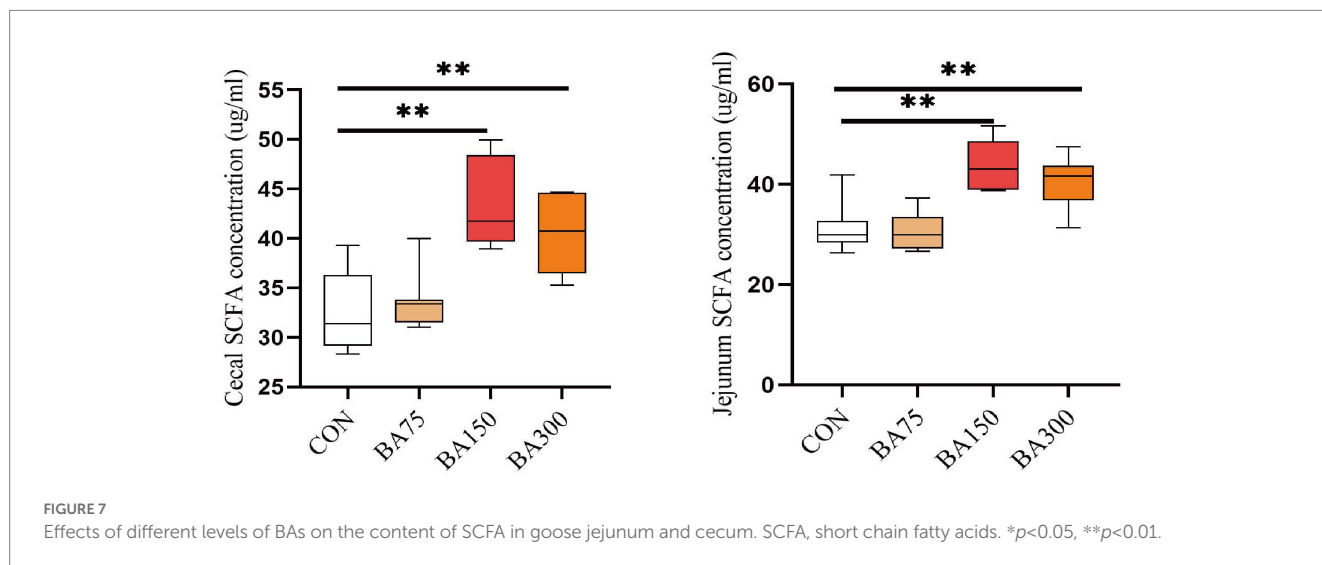 **
**
Cecal SCFA concentration (ug/ml)
55
50
45
40
35
30
25
CON
BA75
BA150
BA300
**
**
Jejunum SCFA concentration (ug/ml)
60
40
20
0
CON
BA75
BA150
BA300
FIGURE 7
Effects of different levels of BAs on the content of SCFA in goose jejunum and cecum. SCFA, short chain fatty acids. *p<0.05, **p<0.01.